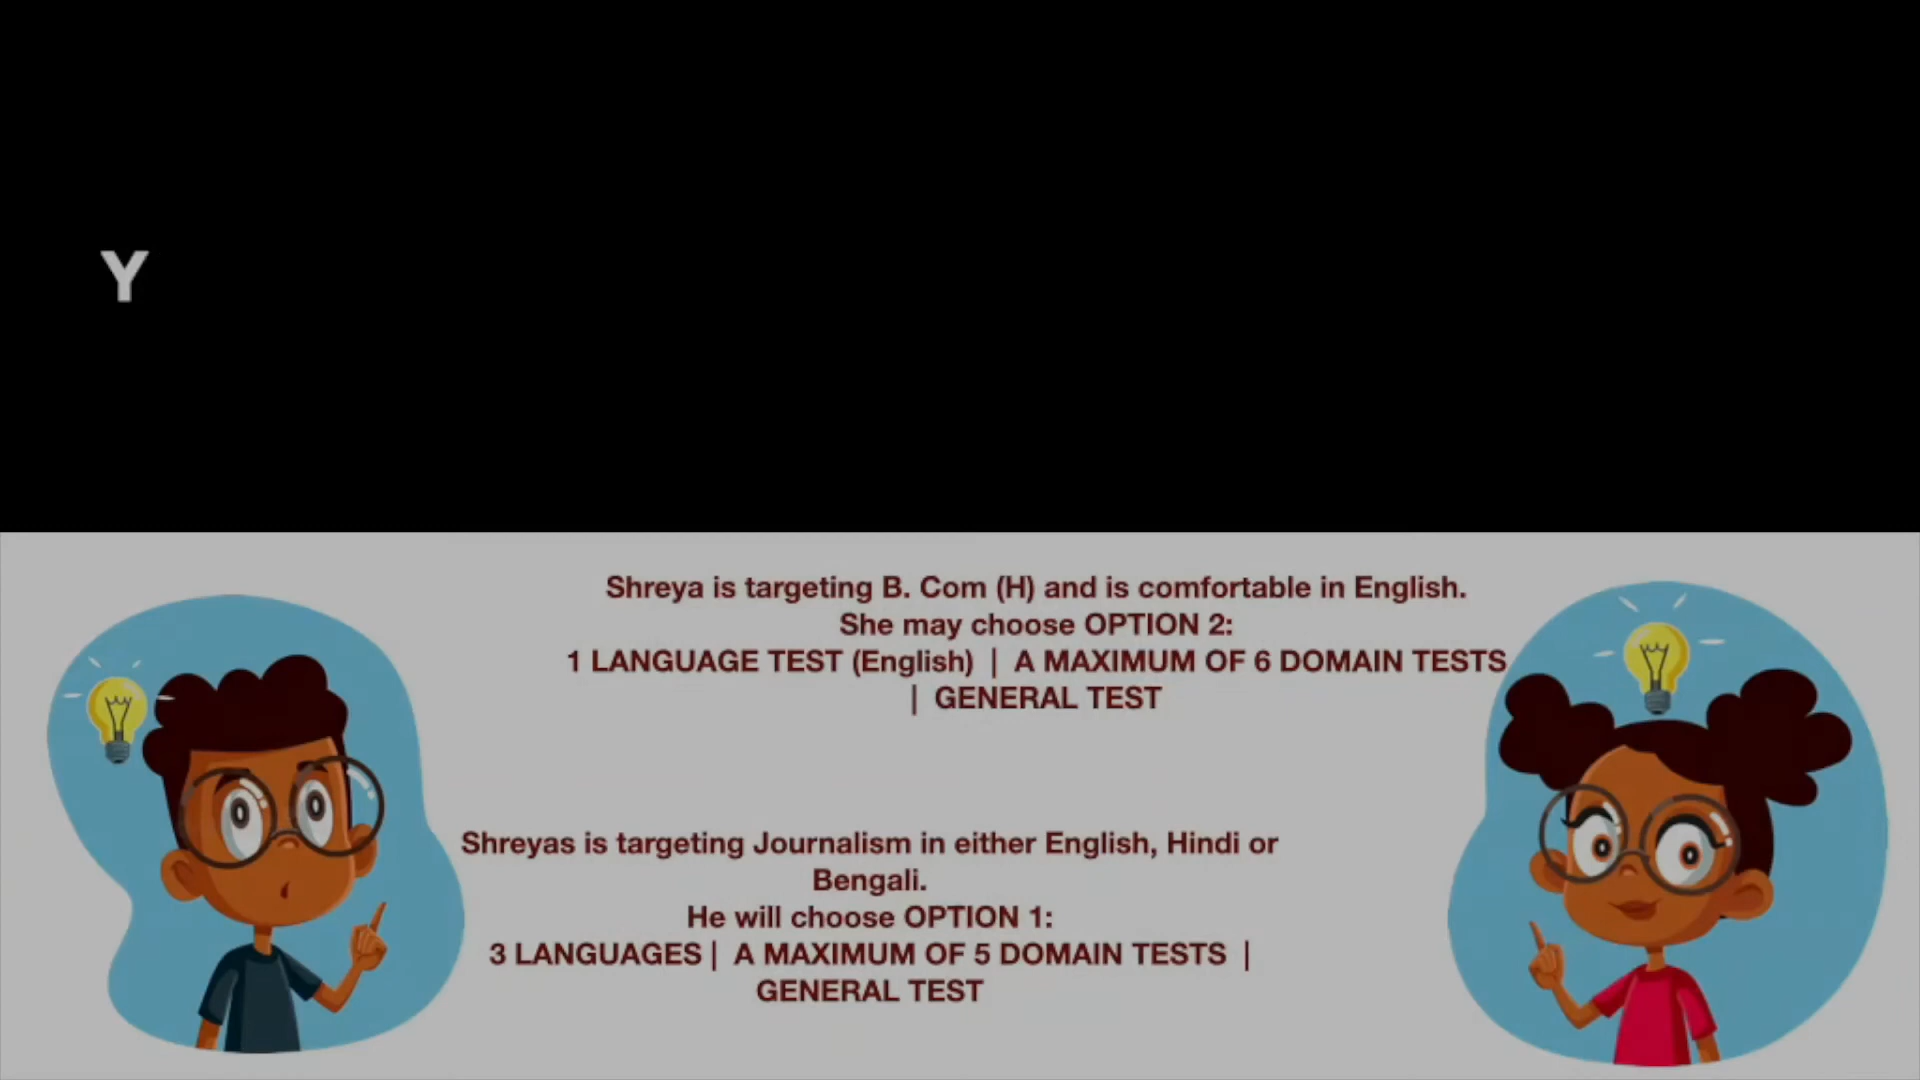 Y
Shreya is targeting B. Com (H) and is comfortable in English.
She may choose OPTION 2:
1 LANGUAGE TEST (English) | A MAXIMUM OF 6 DOMAIN TESTS
| GENERAL TEST
Shreyas is targeting Journalism in either English, Hindi or
Bengali.
He will choose OPTION 1:
3 LANGUAGES | A MAXIMUM OF 5 DOMAIN TESTS |
GENERAL TEST